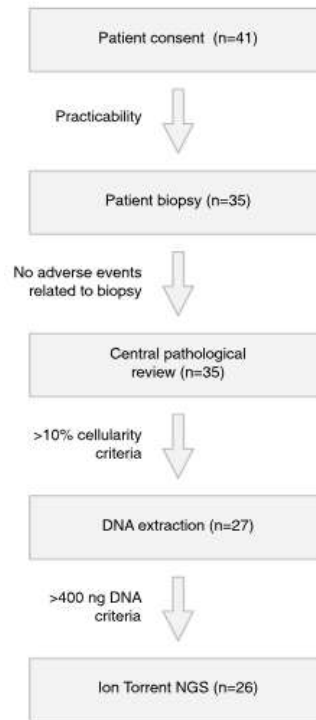 Patient consent (n=41)
Practicability
Patient biopsy (n=35)
No adverse events
related to biopsy
Central pathological
review (n=35)
>10% cellularity
criteria
DNA extraction (n=27)
>400 ng DNA
criteria
Ion Torrent NGS (n=26)